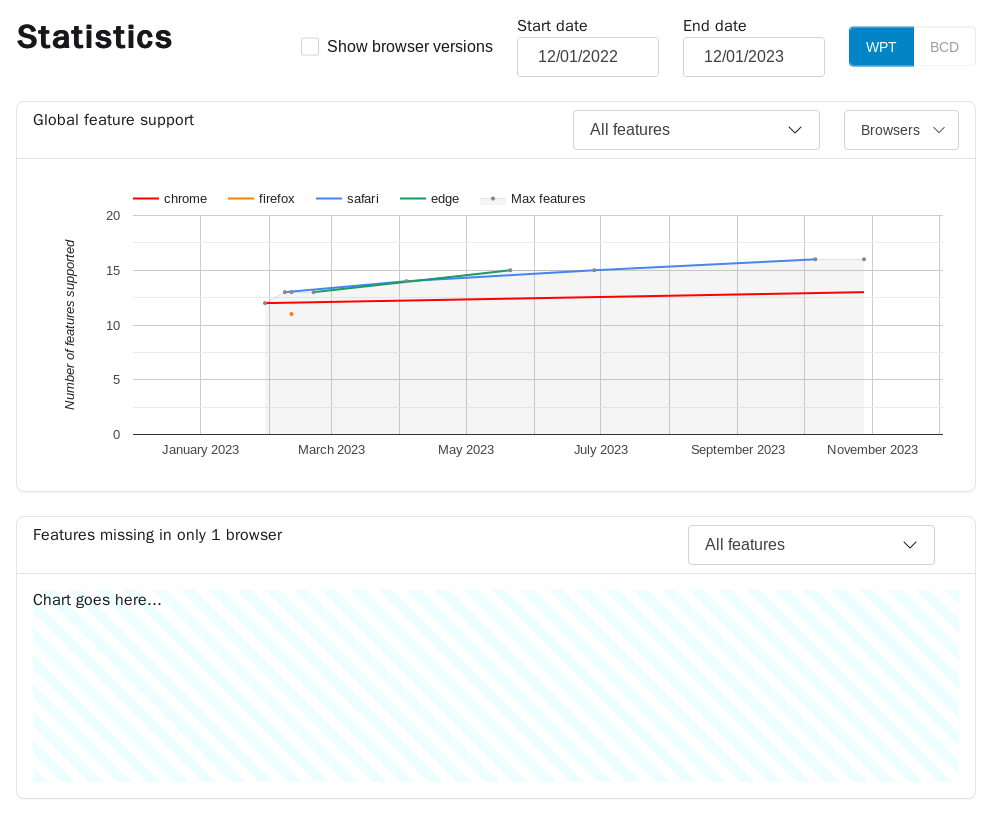 Statistics
Show browser versions
Start date
12/01/2022
End date
12/01/2023
WPT
BCD
Global feature support
All features
Browsers
chrome firefox safari edge Max features
Number of features supported
20
15
10
5
0
January 2023 March 2023 May 2023 July 2023 September 2023 November 2023
Features missing in only 1 browser
All features
Chart goes here...